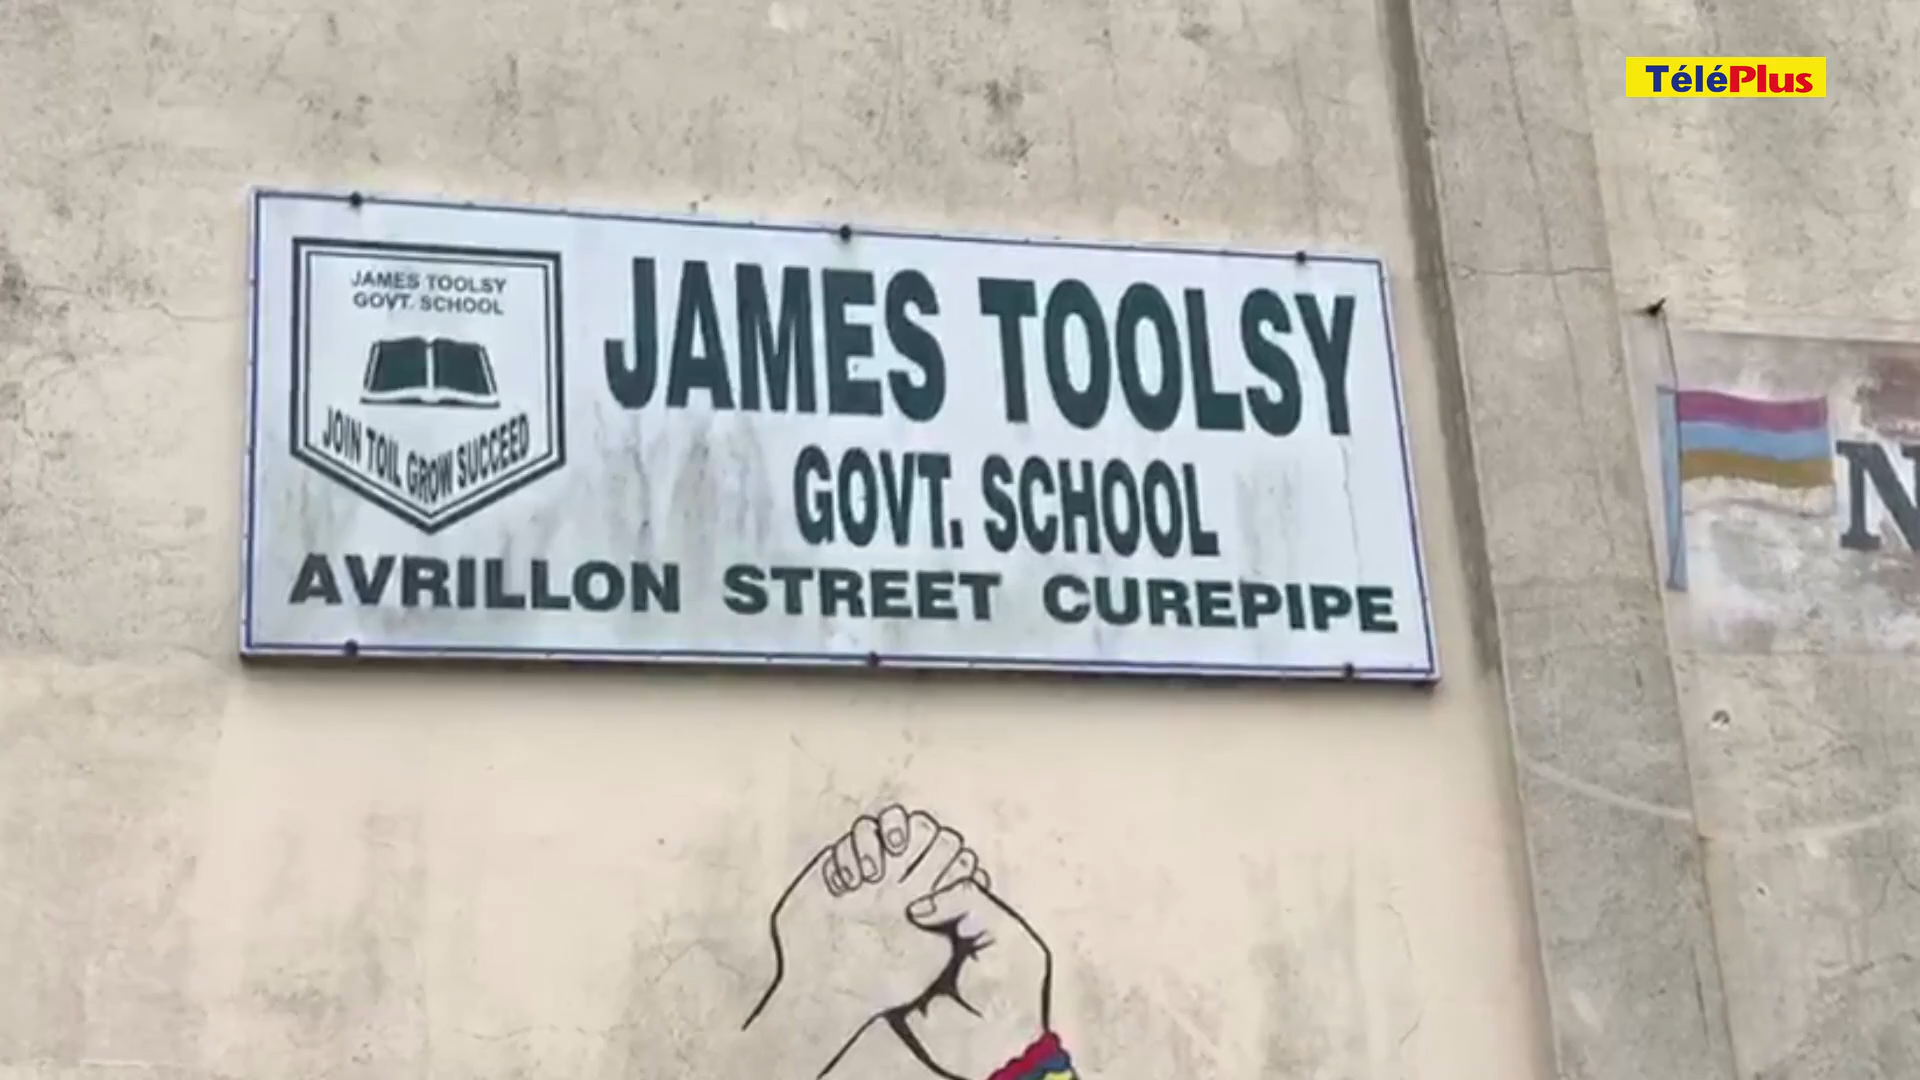 TéléPlus
JAMES TOOLSY
GOVT. SCHOOL
JOIN TOIL GROW SUCCEED
JAMES TOOLSY
GOVT. SCHOOL
AVRILLON STREET CUREPIPE